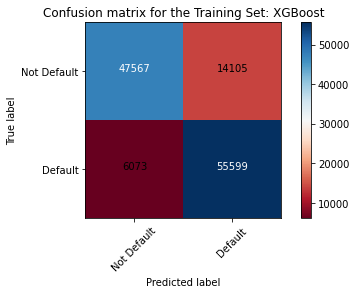 Confusion matrix for the Training Set: XGBoost
True label
Not Default
47567
14105
Default
6073
55599
Not Default
Default
Predicted label
50000
40000
30000
20000
10000